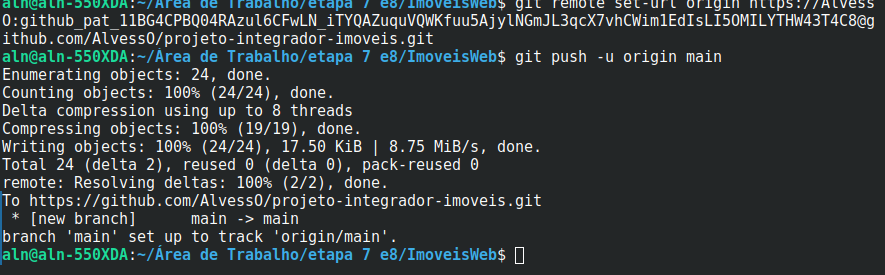 aln@aln-550XDA:~/Área de Trabalho/etapa 7 e8/ImoveisWeb$ git remote set-url origin https://Alvess
ithub.com/AlvessO/projeto-integrador-imoveis.git
aln@aln-550XDA:~/Área de Trabalho/etapa 7 e8/ImoveisWeb$ git push -u origin main
Enumerating objects: 24, done.
Counting objects: 100% (24/24), done.
Delta compression using up to 8 threads
Compressing objects: 100% (19/19), done.
Writing objects: 100% (24/24), 17.50 KiB | 8.75 MiB/s, done.
Total 24 (delta 2), reused 0 (delta 0), pack-reused 0
remote: Resolving deltas: 100% (2/2), done.
To https://github.com/AlvessO/projeto-integrador-imoveis.git
 * [new branch]      main -> main
branch 'main' set up to track 'origin/main'.
aln@aln-550XDA:~/Área de Trabalho/etapa 7 e8/ImoveisWeb$